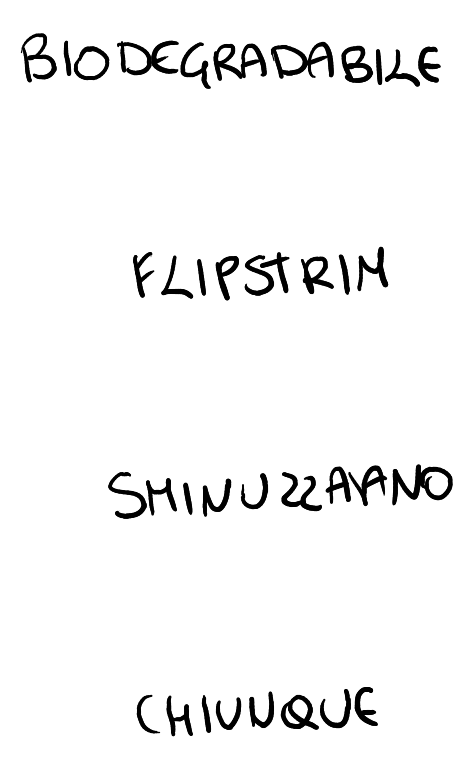 BIODEGRADABILE
FLIPSTRIM
SMINUZZAVANO
CHIUNQUE